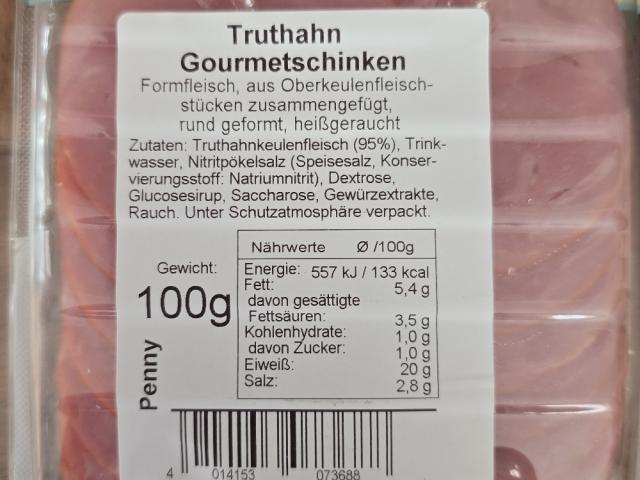 Truthahn
Gourmetschinken
Formfleisch, aus Oberkeulenfleisch-
stücken zusammengefügt,
rund geformt, heißgeraucht
Zutaten: Truthahnkeulenfleisch (95%), Trink-
wasser, Nitritpökelsalz (Speisesalz, Konser-
vierungsstoff: Natriumnitrit), Dextrose,
Glucosesirup, Saccharose, Gewürzextrakte,
Rauch. Unter Schutzatmosphäre verpackt.
Nährwerte Ø /100g
Gewicht:
100g
Penny
Energie: 557 kJ / 133 kcal
Fett: 5,4 g
davon gesättigte
Fettsäuren: 3,5 g
Kohlenhydrate: 1,0 g
davon Zucker: 1,0 g
Eiweiß: 20 g
Salz: 2,8 g
4 014153 073688